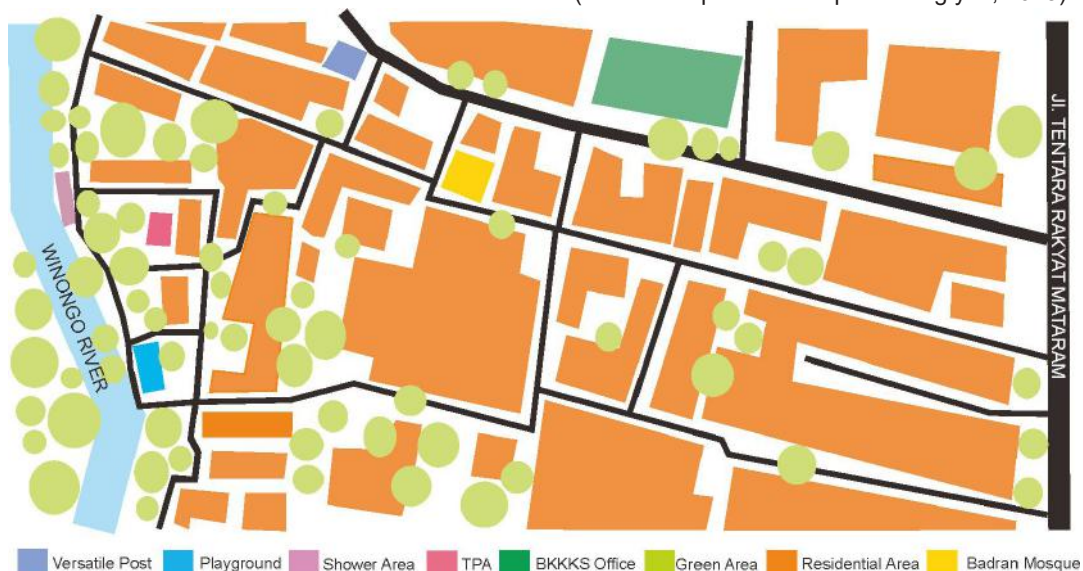 Jl. TENTARA RAKYAT MATARAM
WINONGO RIVER
Versatile Post
Playground
Shower Area
TPA
BKKKS Office
Green Area
Residential Area
Badran Mosque